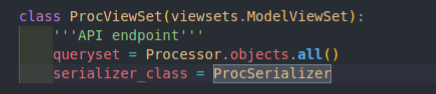 class ProcViewSet(viewsets.ModelViewSet):
    '''API endpoint'''
    queryset = Processor.objects.all()
    serializer_class = ProcSerializer